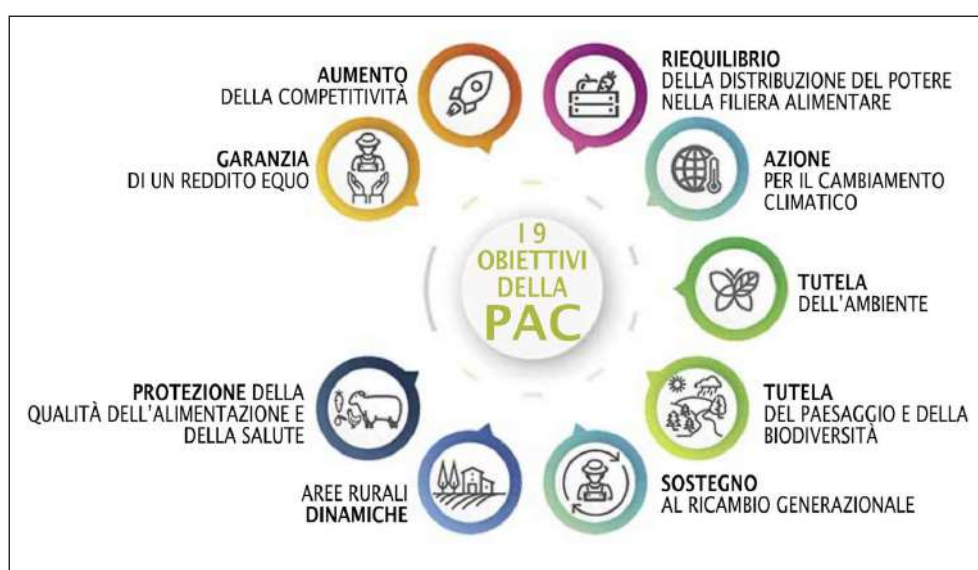 I 9
OBIETTIVI
DELLA
PAC
GARANZIA
DI UN REDDITO EQUO
AUMENTO
DELLA COMPETITIVITÀ
RIEQUILIBRIO
DELLA DISTRIBUZIONE DEL POTERE
NELLA FILIERA ALIMENTARE
AZIONE
PER IL CAMBIAMENTO
CLIMATICO
TUTELA
DELL'AMBIENTE
TUTELA
DEL PAESAGGIO E DELLA
BIODIVERSITÀ
SOSTEGNO
AL RICAMBIO GENERAZIONALE
AREE RURALI
DINAMICHE
PROTEZIONE DELLA
QUALITÀ DELL'ALIMENTAZIONE E
DELLA SALUTE